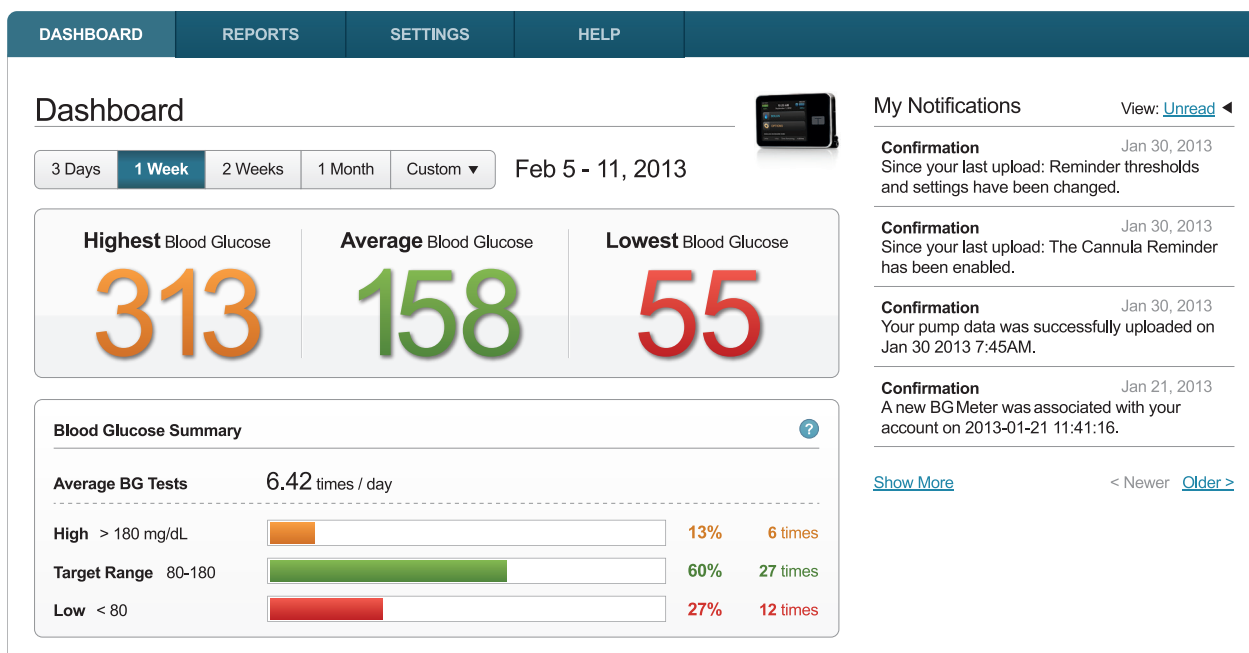 DASHBOARD REPORTS SETTINGS HELP
Dashboard
3 Days 1 Week 2 Weeks 1 Month Custom ▼ Feb 5 - 11, 2013
Highest Blood Glucose Average Blood Glucose Lowest Blood Glucose
313 158 55
Blood Glucose Summary ?
Average BG Tests 6.42 times / day
High > 180 mg/dL 13% 6 times
Target Range 80-180 60% 27 times
Low < 80 27% 12 times
My Notifications View: Unread ◀
Confirmation Jan 30, 2013
Since your last upload: Reminder thresholds
and settings have been changed.
Confirmation Jan 30, 2013
Since your last upload: The Cannula Reminder
has been enabled.
Confirmation Jan 30, 2013
Your pump data was successfully uploaded on
Jan 30 2013 7:45AM.
Confirmation Jan 21, 2013
A new BG Meter was associated with your
account on 2013-01-21 11:41:16.
Show More < Newer Older >